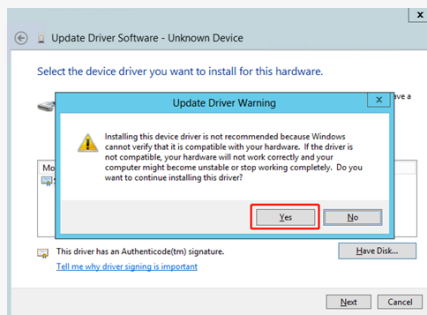 x
Update Driver Software - Unknown Device
Select the device driver you want to install for this hardware.
Update Driver Warning
x
ave a
Installing this device driver is not recommended because Windows
cannot verify that it is compatible with your hardware. If the driver
is not compatible, your hardware will not work correctly and your
computer might become unstable or stop working completely. Do you
want to continue installing this driver?
Mo
Yes
No
This driver has an Authenticode(tm) signature.
Have Disk...
Tell me why driver signing is important
Next
Cancel